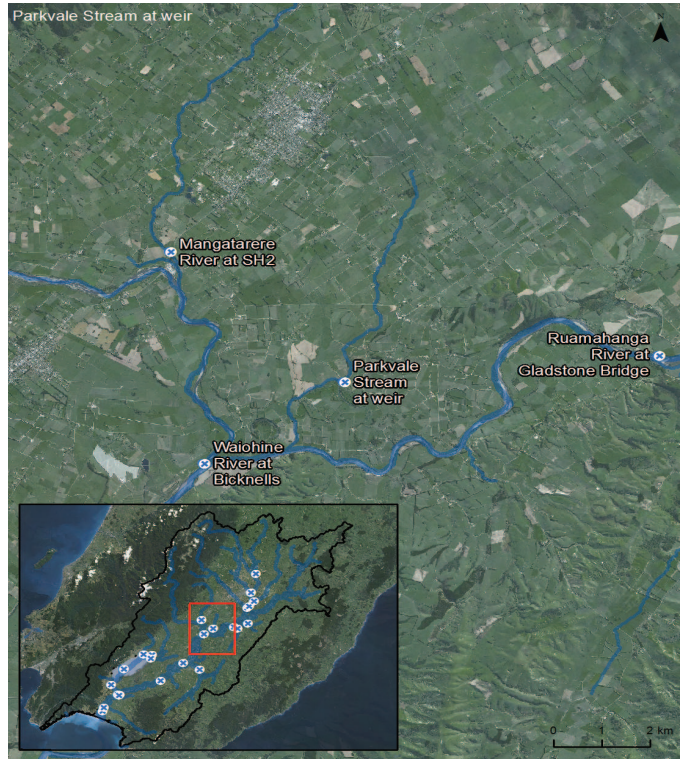 Parkvale Stream at weir
Mangatarere
River at SH2
Ruamahanga
River at
Gladstone Bridge
Parkvale
Stream
at weir
Waiohine
River at
Bicknells
0 1 2 km